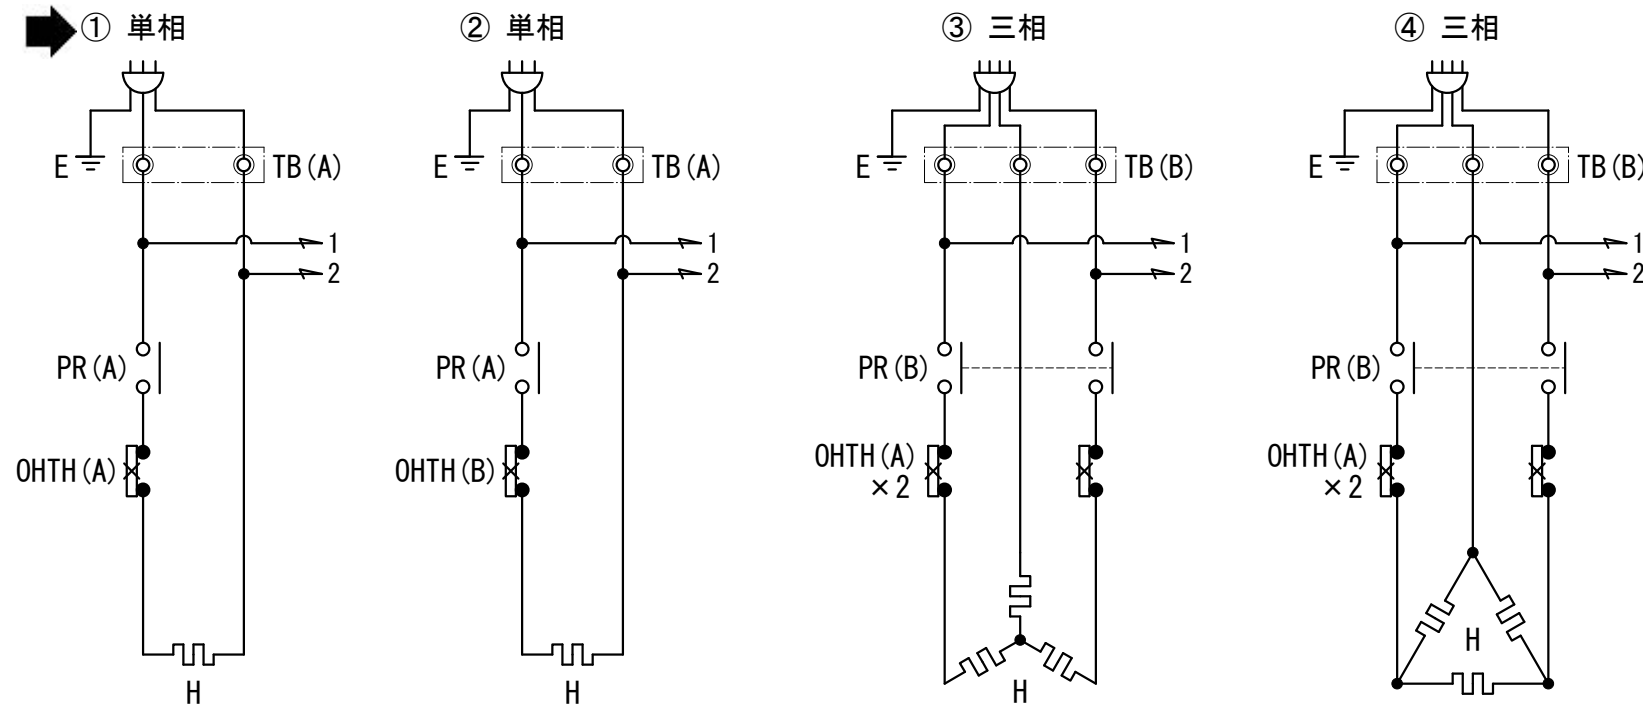 ① 単相
② 単相
③ 三相
④ 三相
E
TB(A)
E
TB(A)
E
TB(B)
E
TB(B)
1
2
1
2
1
2
1
2
PR(A)
PR(A)
PR(B)
PR(B)
OHTH(A)
OHTH(B)
OHTH(A)
×2
OHTH(A)
×2
H
H
H
H